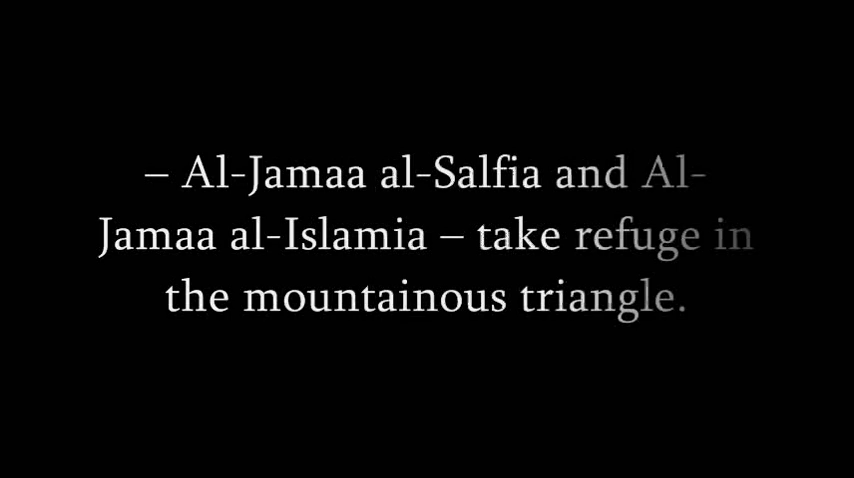 – Al-Jamaa al-Salfia and Al-
Jamaa al-Islamia – take refuge in
the mountainous triangle.